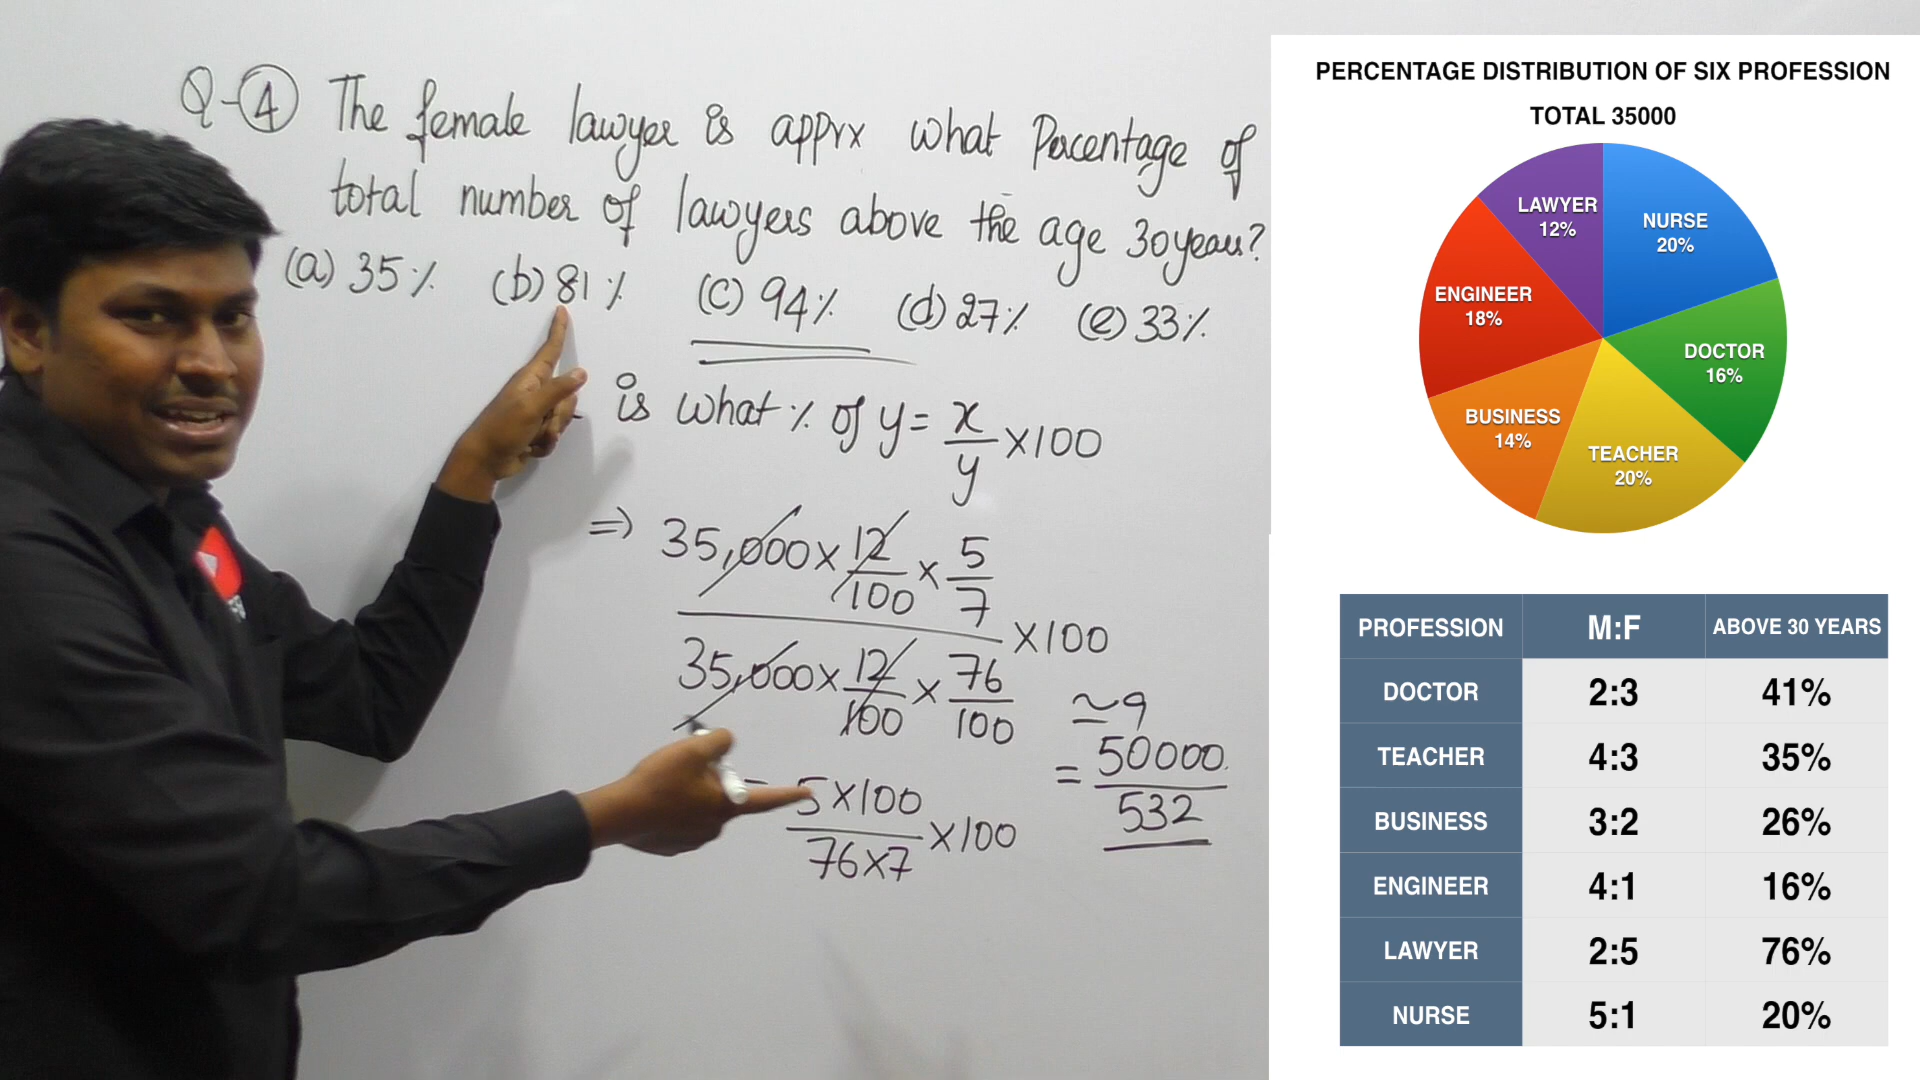 Q-④ The female lawyer is apprx what Percentage of
total number of lawyers above the age 30years?
(a) 35% (b) 81% (c) 94% (d) 27% (e) 33%
is what % of y = x/y ×100
⇒ 35,000 × 12/100 × 5/7
×100
35,000 × 12/100 × 76/100
≃ 9
= 5×100/76×7 ×100
= 50000/532
PERCENTAGE DISTRIBUTION OF SIX PROFESSION
TOTAL 35000
LAWYER
12%
NURSE
20%
ENGINEER
18%
DOCTOR
16%
BUSINESS
14%
TEACHER
20%
PROFESSION M:F ABOVE 30 YEARS
DOCTOR 2:3 41%
TEACHER 4:3 35%
BUSINESS 3:2 26%
ENGINEER 4:1 16%
LAWYER 2:5 76%
NURSE 5:1 20%